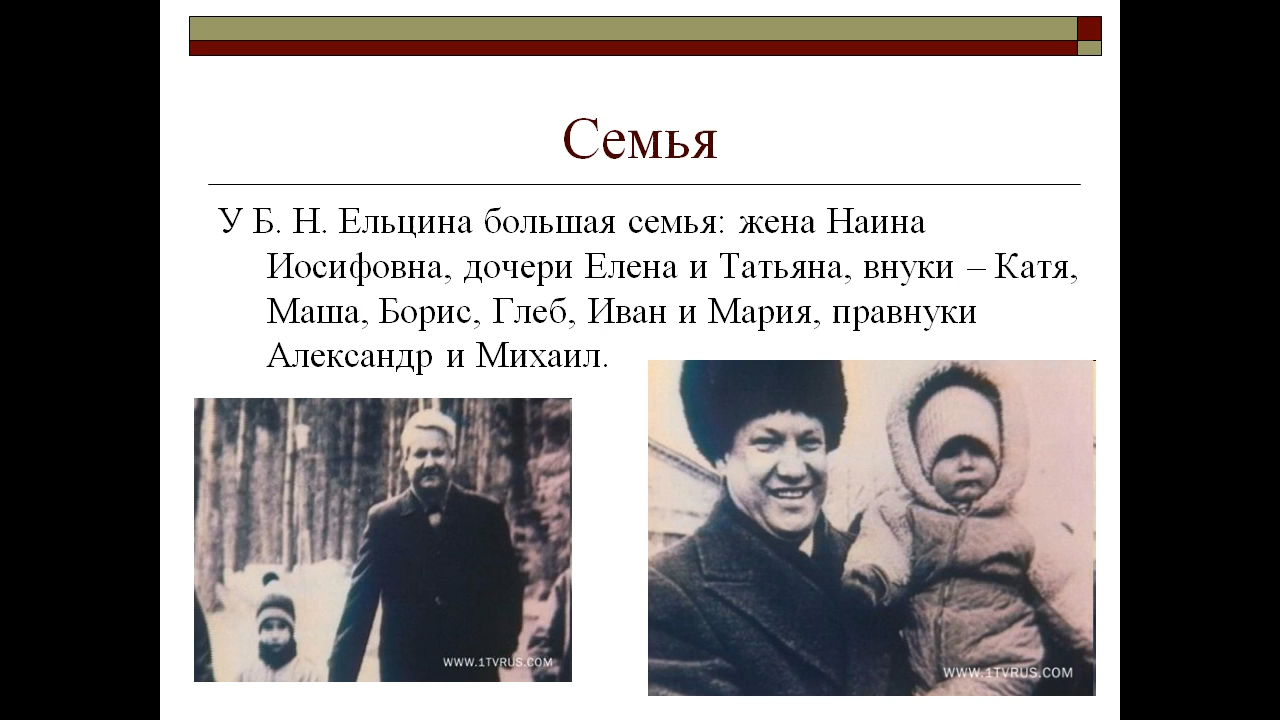 Семья
У Б. Н. Ельцина большая семья: жена Наина
Иосифовна, дочери Елена и Татьяна, внуки – Катя,
Маша, Борис, Глеб, Иван и Мария, правнуки
Александр и Михаил.
WWW.1TVRUS.COM
WWW.1TVRUS.COM